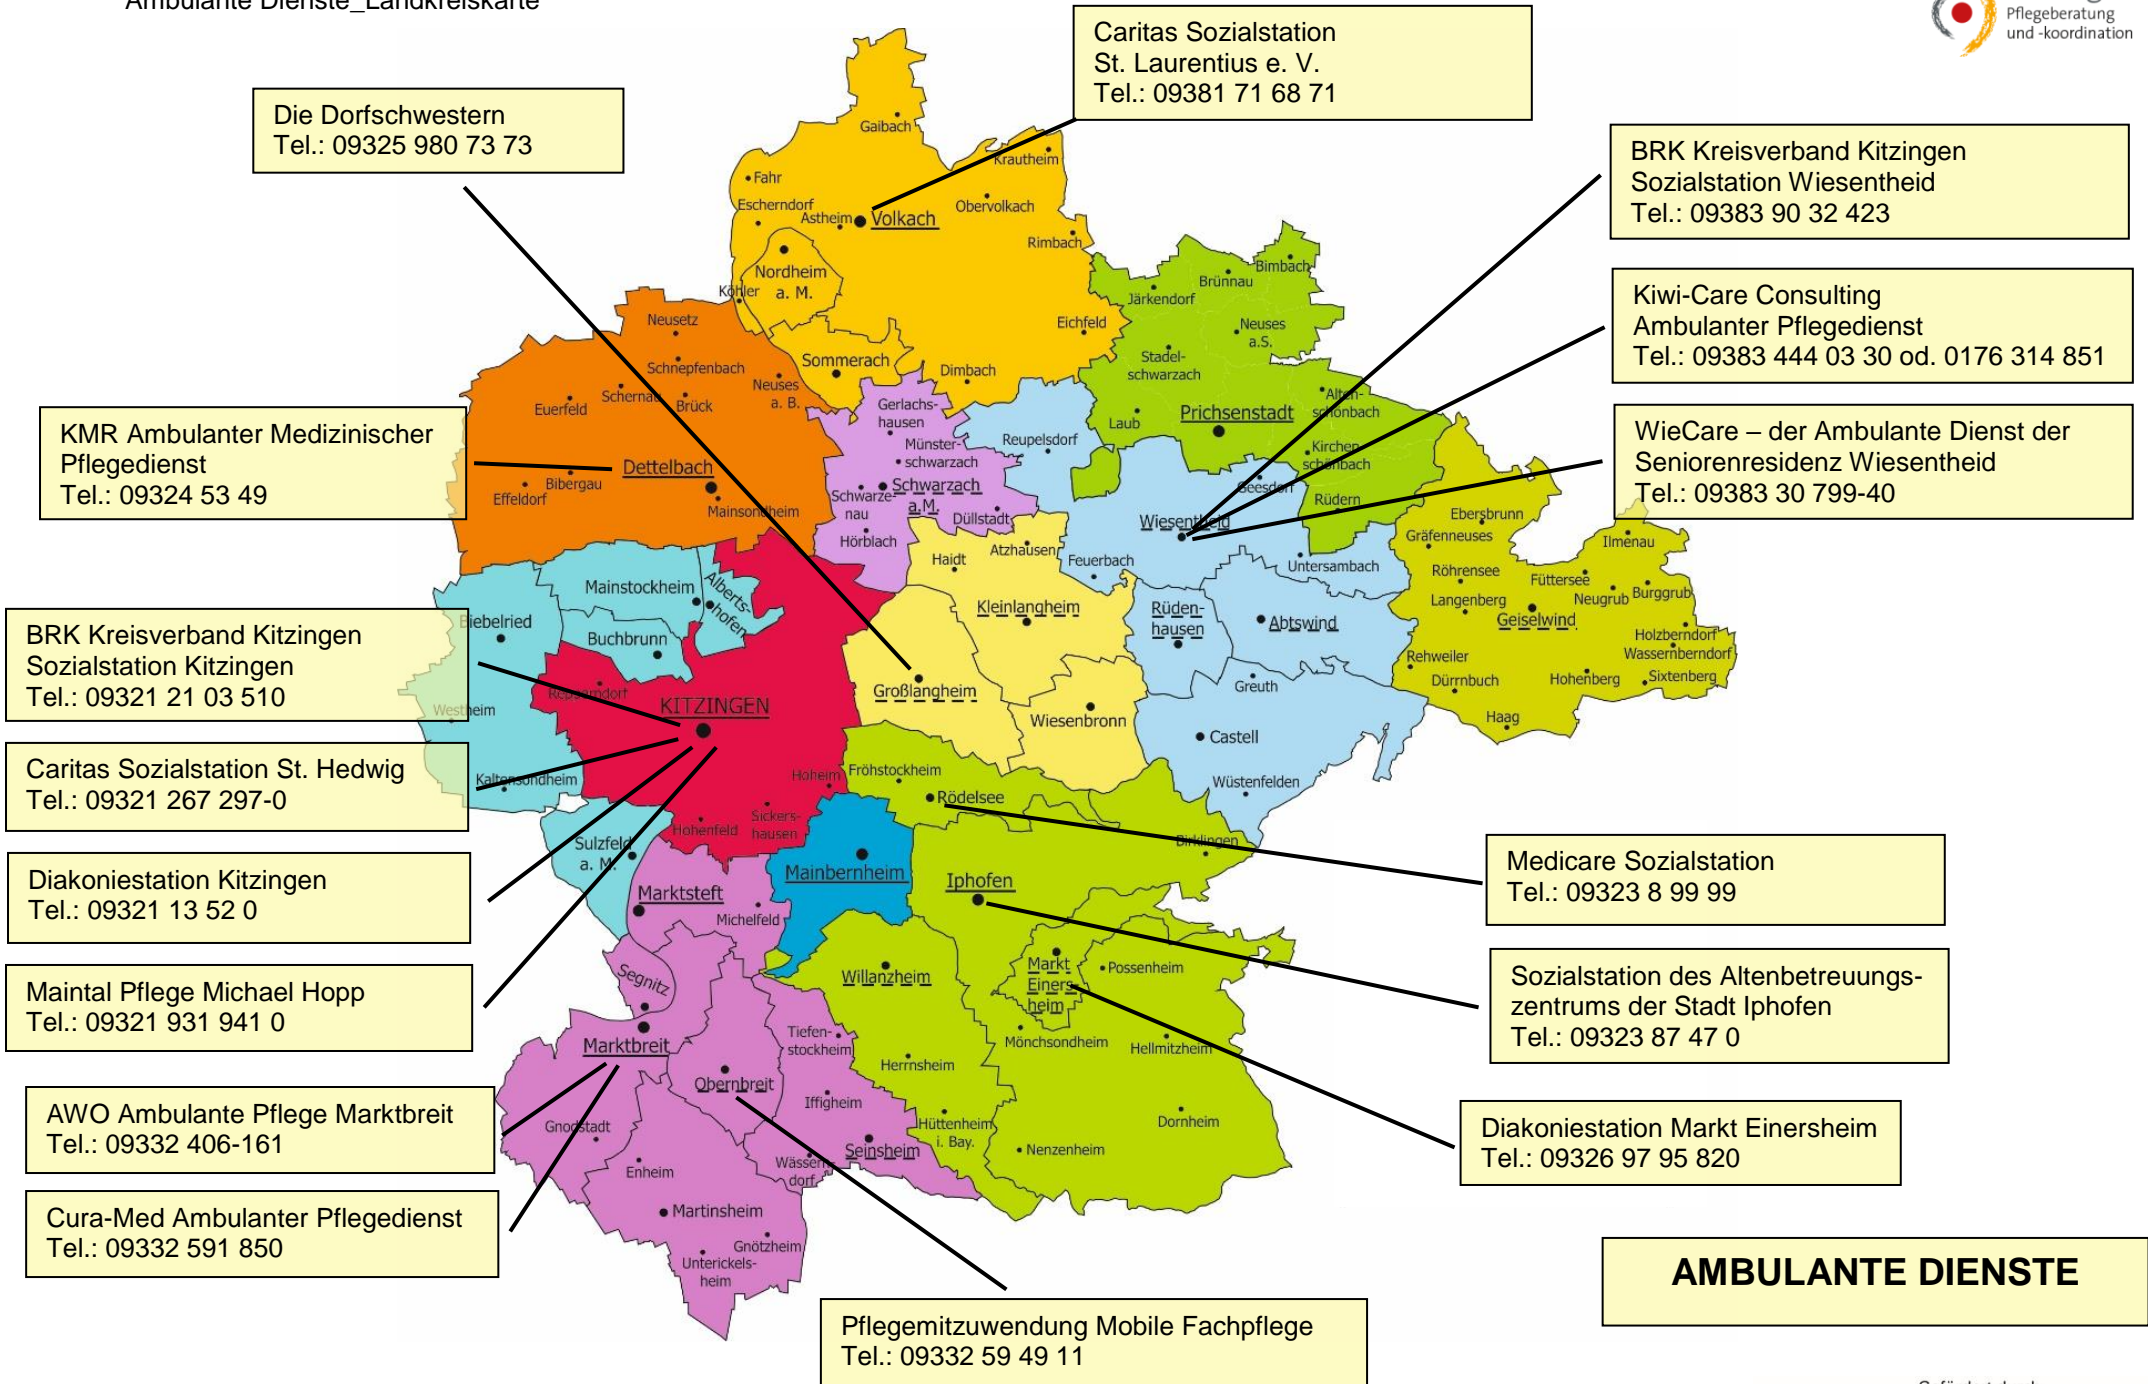 Ambulante Dienste_Landkreiskarte
Pflegeberatung
und -koordination
Caritas Sozialstation
St. Laurentius e. V.
Tel.: 09381 71 68 71
Die Dorfschwestern
Tel.: 09325 980 73 73
BRK Kreisverband Kitzingen
Sozialstation Wiesentheid
Tel.: 09383 90 32 423
Kiwi-Care Consulting
Ambulanter Pflegedienst
Tel.: 09383 444 03 30 od. 0176 314 851
WieCare – der Ambulante Dienst der
Seniorenresidenz Wiesentheid
Tel.: 09383 30 799-40
KMR Ambulanter Medizinischer
Pflegedienst
Tel.: 09324 53 49
BRK Kreisverband Kitzingen
Sozialstation Kitzingen
Tel.: 09321 21 03 510
Caritas Sozialstation St. Hedwig
Tel.: 09321 267 297-0
Diakoniestation Kitzingen
Tel.: 09321 13 52 0
Maintal Pflege Michael Hopp
Tel.: 09321 931 941 0
AWO Ambulante Pflege Marktbreit
Tel.: 09332 406-161
Cura-Med Ambulanter Pflegedienst
Tel.: 09332 591 850
Pflegemitzuwendung Mobile Fachpflege
Tel.: 09332 59 49 11
Medicare Sozialstation
Tel.: 09323 8 99 99
Sozialstation des Altenbetreuungs-
zentrums der Stadt Iphofen
Tel.: 09323 87 47 0
Diakoniestation Markt Einersheim
Tel.: 09326 97 95 820
AMBULANTE DIENSTE
Gaibach
Krautheim
Fahr
Escherndorf
Astheim
Volkach
Obervolkach
Rimbach
Nordheim
a. M.
Köhler
Eichfeld
Sommerach
Dimbach
Neusetz
Schnepfenbach
Neuses
a. B.
Schernau
Brück
Euerfeld
Dettelbach
Bibergau
Effeldorf
Mainsondheim
Gerlachs-
hausen
Münster-
schwarzach
Schwarze-
nau
Schwarzach
a.M.
Düllstadt
Hörblach
Reupelsdorf
Järkendorf
Brünnau
Bimbach
Neuses
a.S.
Stadel-
schwarzach
Alten-
schönbach
Laub
Prichsenstadt
Kirchen
schönbach
Geesdorf
Rüdern
Wiesentheid
Feuerbach
Untersambach
Rüden-
hausen
Abtswind
Greuth
Castell
Wüstenfelden
Ebersbrunn
Gräfenneuses
Ilmenau
Röhrensee
Füttersee
Langenberg
Neugrub
Burggrub
Geiselwind
Holzberndorf
Wassernberndorf
Rehweiler
Dürrnbuch
Hohenberg
Sixtenberg
Haag
Haidt
Atzhausen
Kleinlangheim
Großlangheim
Wiesenbronn
Mainstockheim
Alberts-
hofen
Biebelried
Buchbrunn
Westheim
Kaltensondheim
Sulzfeld
a. M.
Repperndorf
KITZINGEN
Hoheim
Sickers-
hausen
Hohenfeld
Fröhstockheim
Rödelsee
Birklingen
Mainbernheim
Iphofen
Marktsteft
Michelfeld
Willanzheim
Markt
Einers-
heim
Possenheim
Mönchsondheim
Hellmitzheim
Herrnsheim
Hüttenheim
i. Bay.
Dornheim
Nenzenheim
Segnitz
Marktbreit
Obernbreit
Tiefen-
stockheim
Iffigheim
Seinsheim
Wässern-
dorf
Gnodstadt
Enheim
Martinsheim
Gnötzheim
Unterickels-
heim